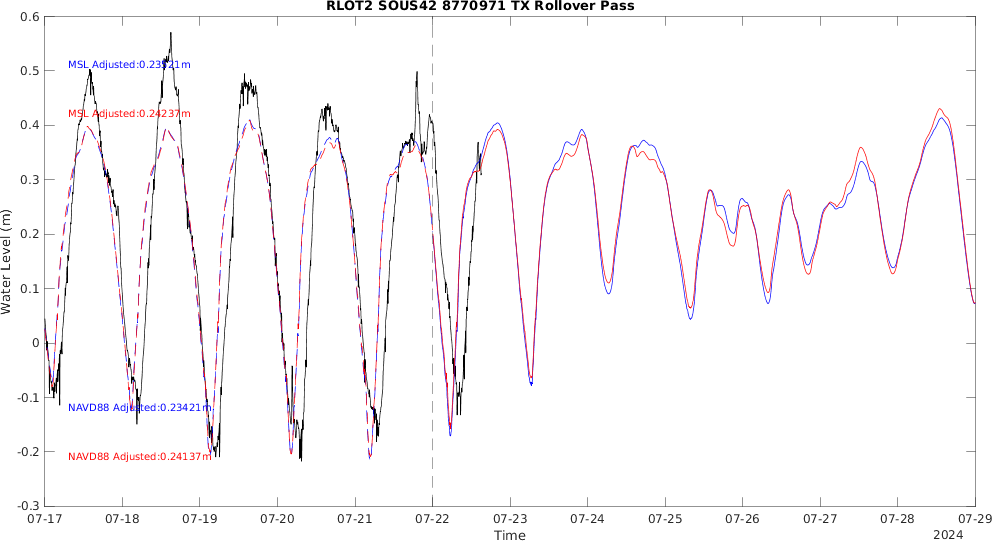 RLOT2 SOUS42 8770971 TX Rollover Pass
0.6
0.5
0.4
0.3
0.2
0.1
0
-0.1
-0.2
-0.3
Water Level (m)
MSL Adjusted:0.23521m
MSL Adjusted:0.24237m
NAVD88 Adjusted:0.23421m
NAVD88 Adjusted:0.24137m
07-17 07-18 07-19 07-20 07-21 07-22 07-23 07-24 07-25 07-26 07-27 07-28 07-29
Time
2024